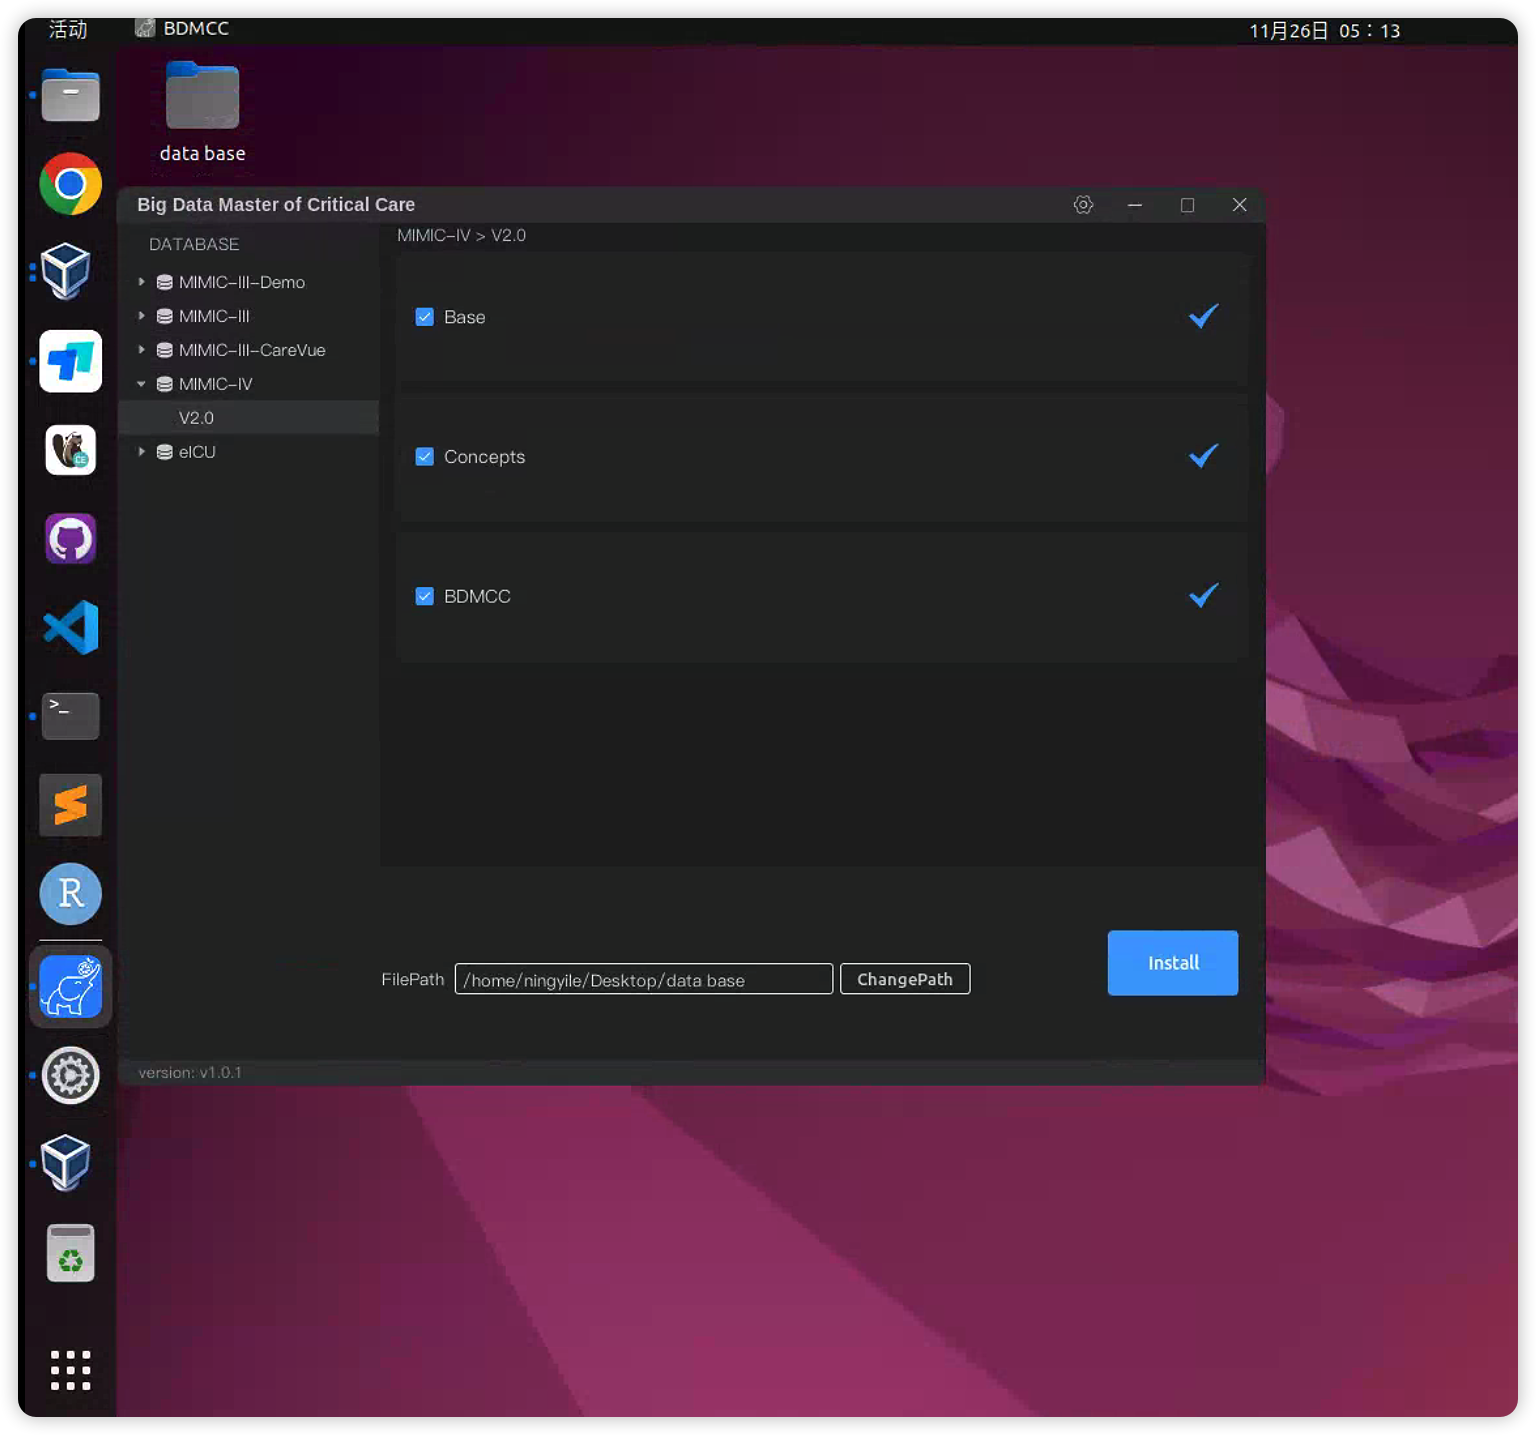 活动
BDMCC
11月26日 05：13
data base
Big Data Master of Critical Care
DATABASE
MIMIC-III-Demo
MIMIC-III
MIMIC-III-CareVue
MIMIC-IV
V2.0
eICU
MIMIC-IV > V2.0
Base
Concepts
BDMCC
FilePath
/home/ningyile/Desktop/data base
ChangePath
Install
version: v1.0.1
CE
>_
R